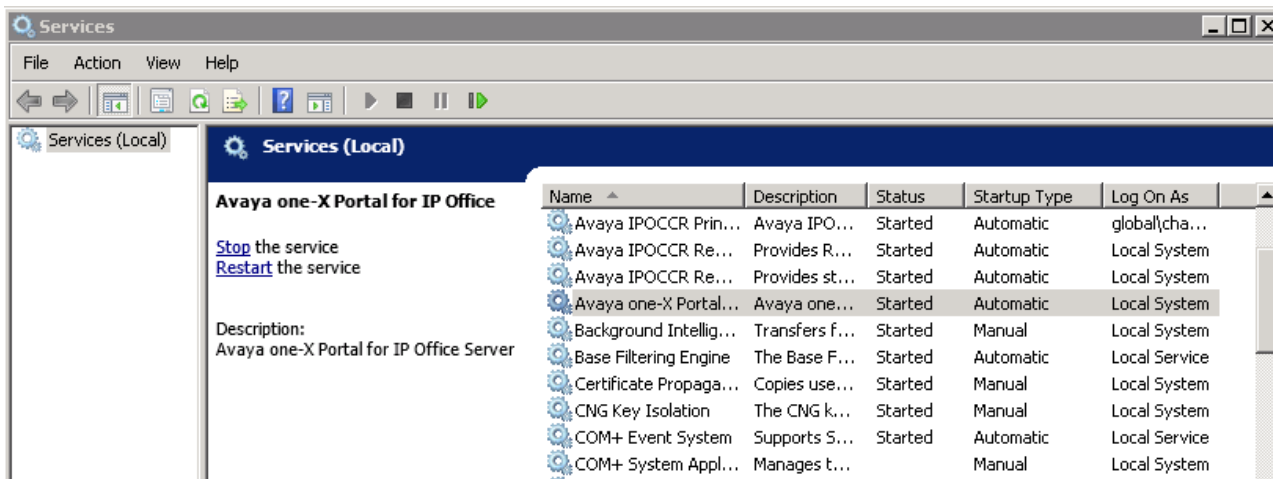 Services
File Action View Help
Services (Local)
Services (Local)
Avaya one-X Portal for IP Office
Stop the service
Restart the service
Description:
Avaya one-X Portal for IP Office Server
Name Description Status Startup Type Log On As
Avaya IPOCCR Prin... Avaya IPO... Started Automatic global\cha...
Avaya IPOCCR Re... Provides R... Started Automatic Local System
Avaya IPOCCR Re... Provides st... Started Automatic Local System
Avaya one-X Portal... Avaya one... Started Automatic Local System
Background Intellig... Transfers f... Started Manual Local System
Base Filtering Engine The Base F... Started Automatic Local Service
Certificate Propaga... Copies use... Started Manual Local System
CNG Key Isolation The CNG k... Started Manual Local System
COM+ Event System Supports S... Started Automatic Local Service
COM+ System Appl... Manages t... Manual Local System